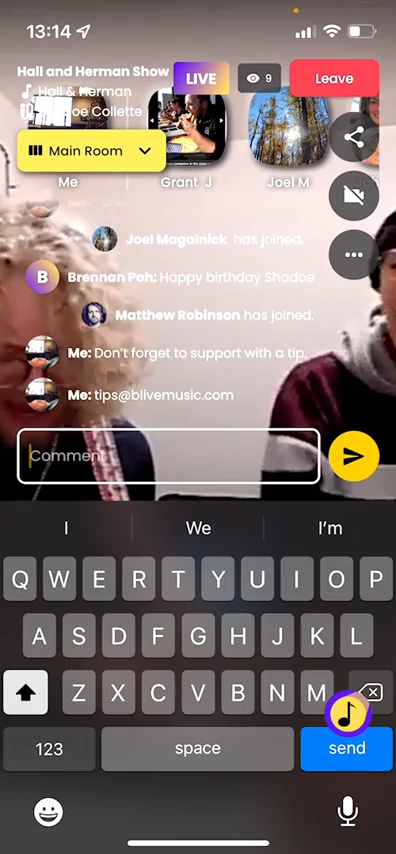 13:14
Hall and Herman Show
LIVE
9
Leave
Hall & Herman
Collette
Main Room
Me
Grant J
Joel M
Joel Magalnick has joined.
B
Brennan Poh: Happy birthday Shadoe
Matthew Robinson has joined.
Me: Don't forget to support with a tip.
Me: tips@blivemusic.com
Comment
I
We
I'm
Q W E R T Y U I O P
A S D F G H J K L
Z X C V B N M
123
space
send